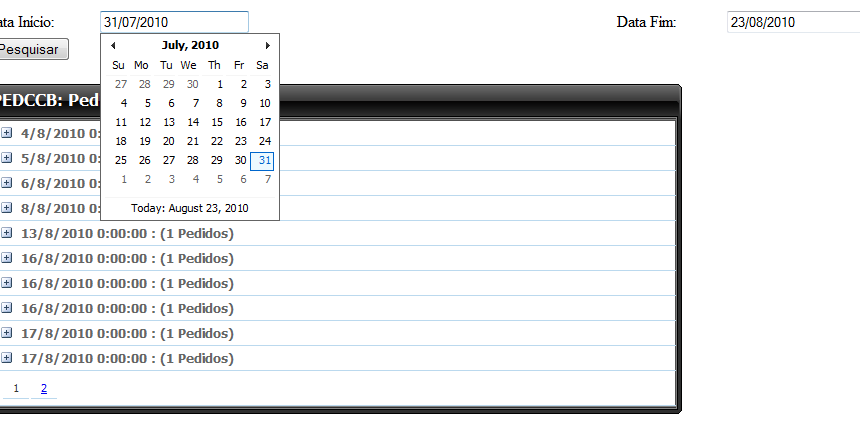 ata Início: 31/07/2010 Data Fim: 23/08/2010
Pesquisar
July, 2010
Su Mo Tu We Th Fr Sa
27 28 29 30 1 2 3
4 5 6 7 8 9 10
11 12 13 14 15 16 17
18 19 20 21 22 23 24
25 26 27 28 29 30 31
1 2 3 4 5 6 7
Today: August 23, 2010
PEDCCB: Ped
4/8/2010 0:
5/8/2010 0:
6/8/2010 0:
8/8/2010 0:
13/8/2010 0:00:00 : (1 Pedidos)
16/8/2010 0:00:00 : (1 Pedidos)
16/8/2010 0:00:00 : (1 Pedidos)
16/8/2010 0:00:00 : (1 Pedidos)
17/8/2010 0:00:00 : (1 Pedidos)
17/8/2010 0:00:00 : (1 Pedidos)
1 2